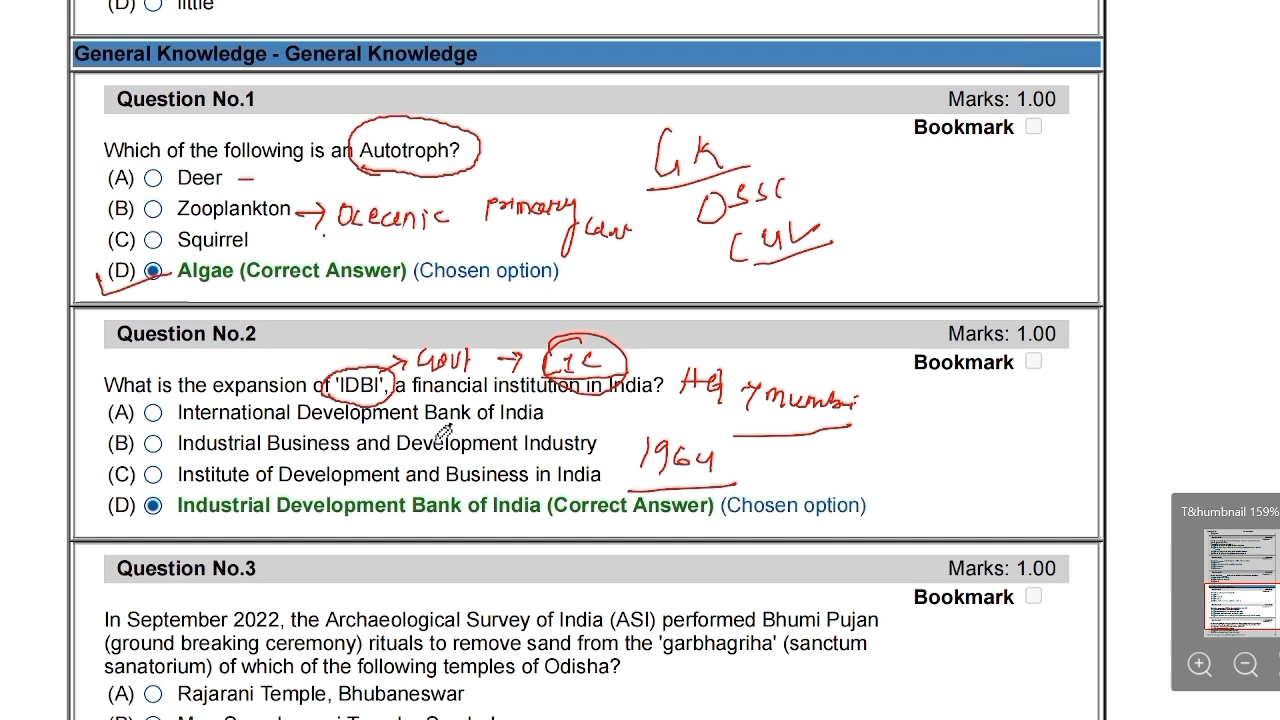 (D) little
General Knowledge - General Knowledge
Question No.1 Marks: 1.00
Bookmark
Which of the following is an Autotroph?
(A) Deer
(B) Zooplankton → Ocecenic primary
(C) Squirrel
(D) Algae (Correct Answer) (Chosen option)
GK
OSSC
Question No.2 Marks: 1.00
Bookmark
Govt → LIC
What is the expansion of 'IDBI', a financial institution in India? HQ → Mumbai
(A) International Development Bank of India
(B) Industrial Business and Development Industry
1964
(C) Institute of Development and Business in India
(D) Industrial Development Bank of India (Correct Answer) (Chosen option)
Question No.3 Marks: 1.00
Bookmark
In September 2022, the Archaeological Survey of India (ASI) performed Bhumi Pujan
(ground breaking ceremony) rituals to remove sand from the 'garbhagriha' (sanctum
sanatorium) of which of the following temples of Odisha?
(A) Rajarani Temple, Bhubaneswar
T&humbnail 159%